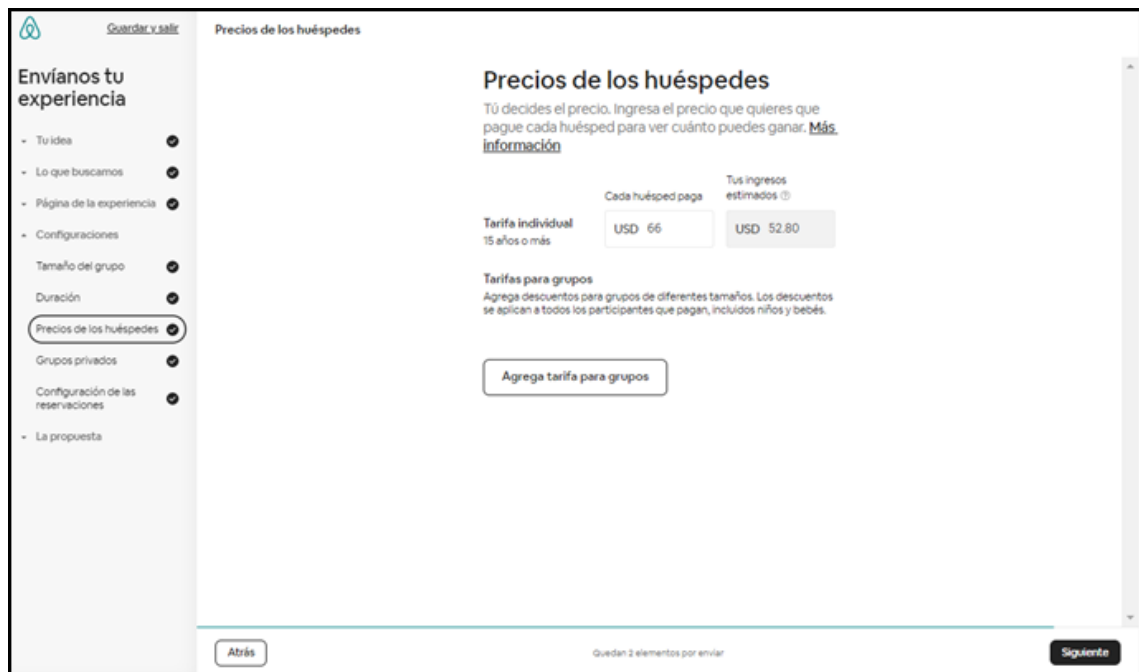 Guardar y salir
Envíanos tu
experiencia
Tu idea
Lo que buscamos
Página de la experiencia
Configuraciones
Tamaño del grupo
Duración
Precios de los huéspedes
Grupos privados
Configuración de las
reservaciones
La propuesta
Precios de los huéspedes
Precios de los huéspedes
Tú decides el precio. Ingresa el precio que quieres que
pague cada huésped para ver cuánto puedes ganar. Más
información
Cada huésped paga
Tus ingresos
estimados
Tarifa individual
15 años o más
USD 66
USD 52.80
Tarifas para grupos
Agrega descuentos para grupos de diferentes tamaños. Los descuentos
se aplican a todos los participantes que pagan, incluidos niños y bebés.
Agrega tarifa para grupos
Atrás
Quedan 2 elementos por enviar
Siguiente